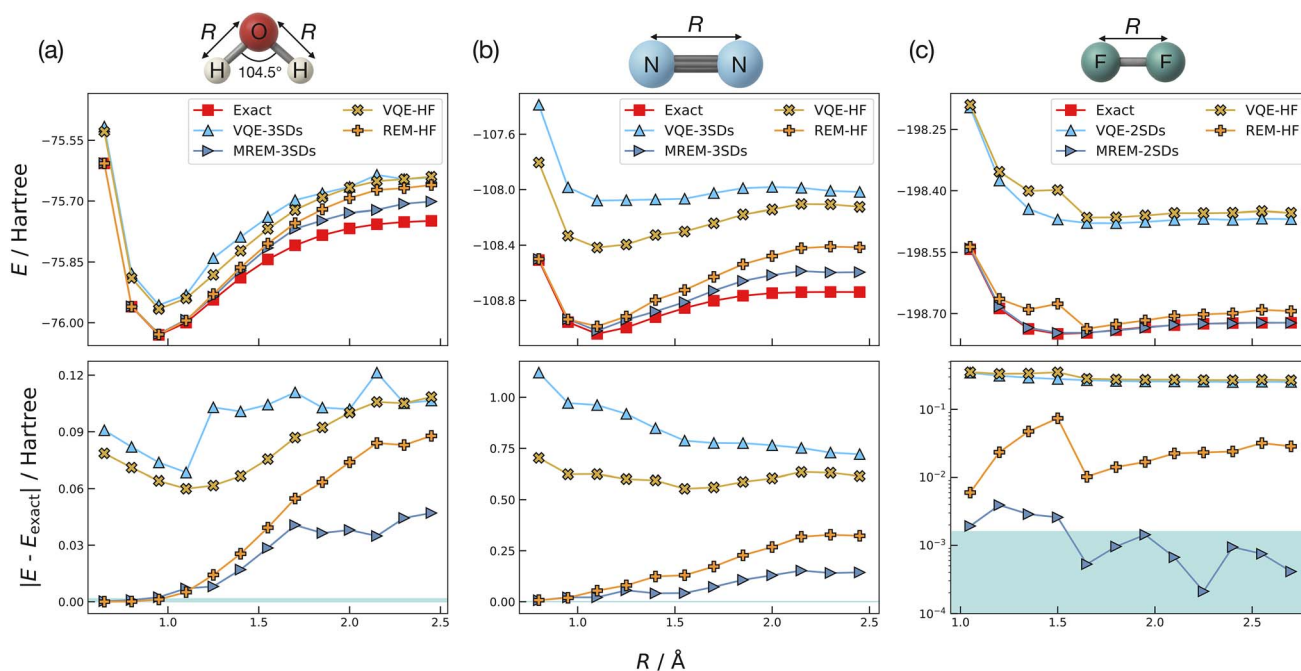 (a)
R
R
O
H
H
104.5°
Exact
VQE-3SDs
MREM-3SDs
VQE-HF
REM-HF
E / Hartree
−75.55
−75.70
−75.85
−76.00
|E - Eexact| / Hartree
0.12
0.09
0.06
0.03
0.00
1.0 1.5 2.0 2.5
(b)
R
N
N
Exact
VQE-3SDs
MREM-3SDs
VQE-HF
REM-HF
−107.6
−108.0
−108.4
−108.8
1.00
0.75
0.50
0.25
0.00
1.0 1.5 2.0 2.5
(c)
R
F
F
Exact
VQE-2SDs
MREM-2SDs
VQE-HF
REM-HF
−198.25
−198.40
−198.55
−198.70
10−1
10−2
10−3
10−4
1.0 1.5 2.0 2.5
R / Å